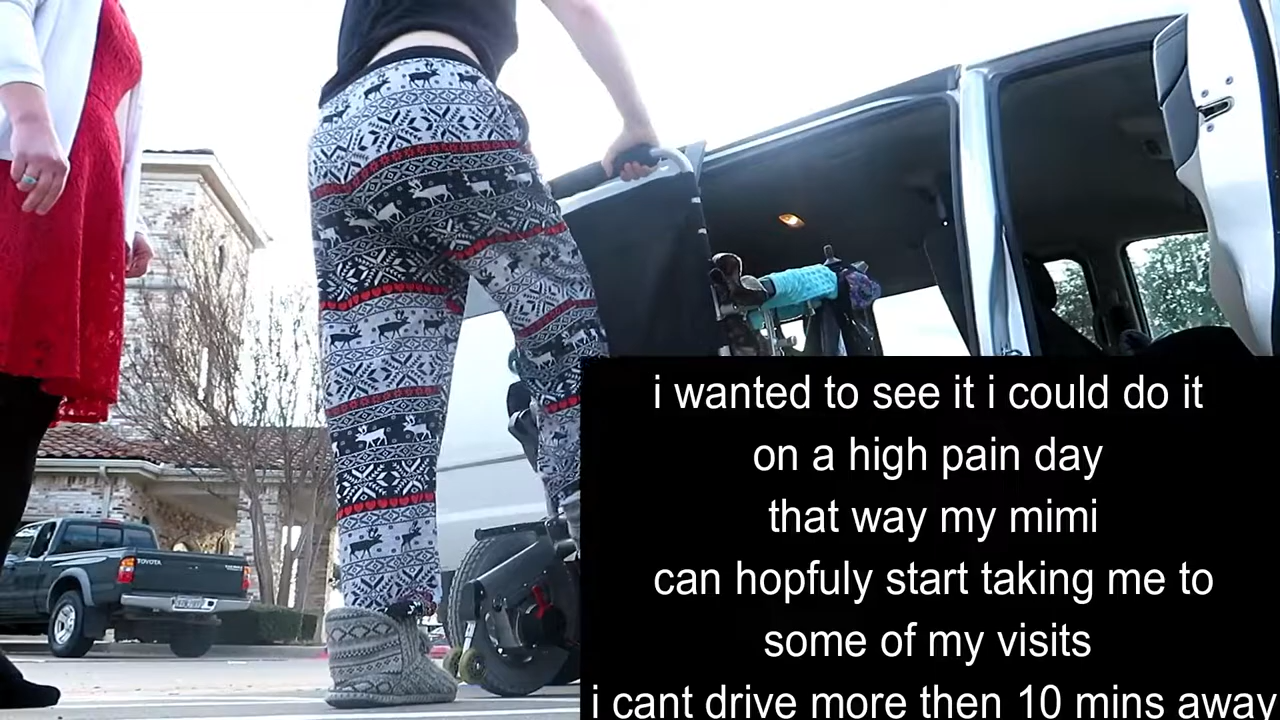 i wanted to see it i could do it
on a high pain day
that way my mimi
can hopfuly start taking me to
some of my visits
i cant drive more then 10 mins away
TOYOTA